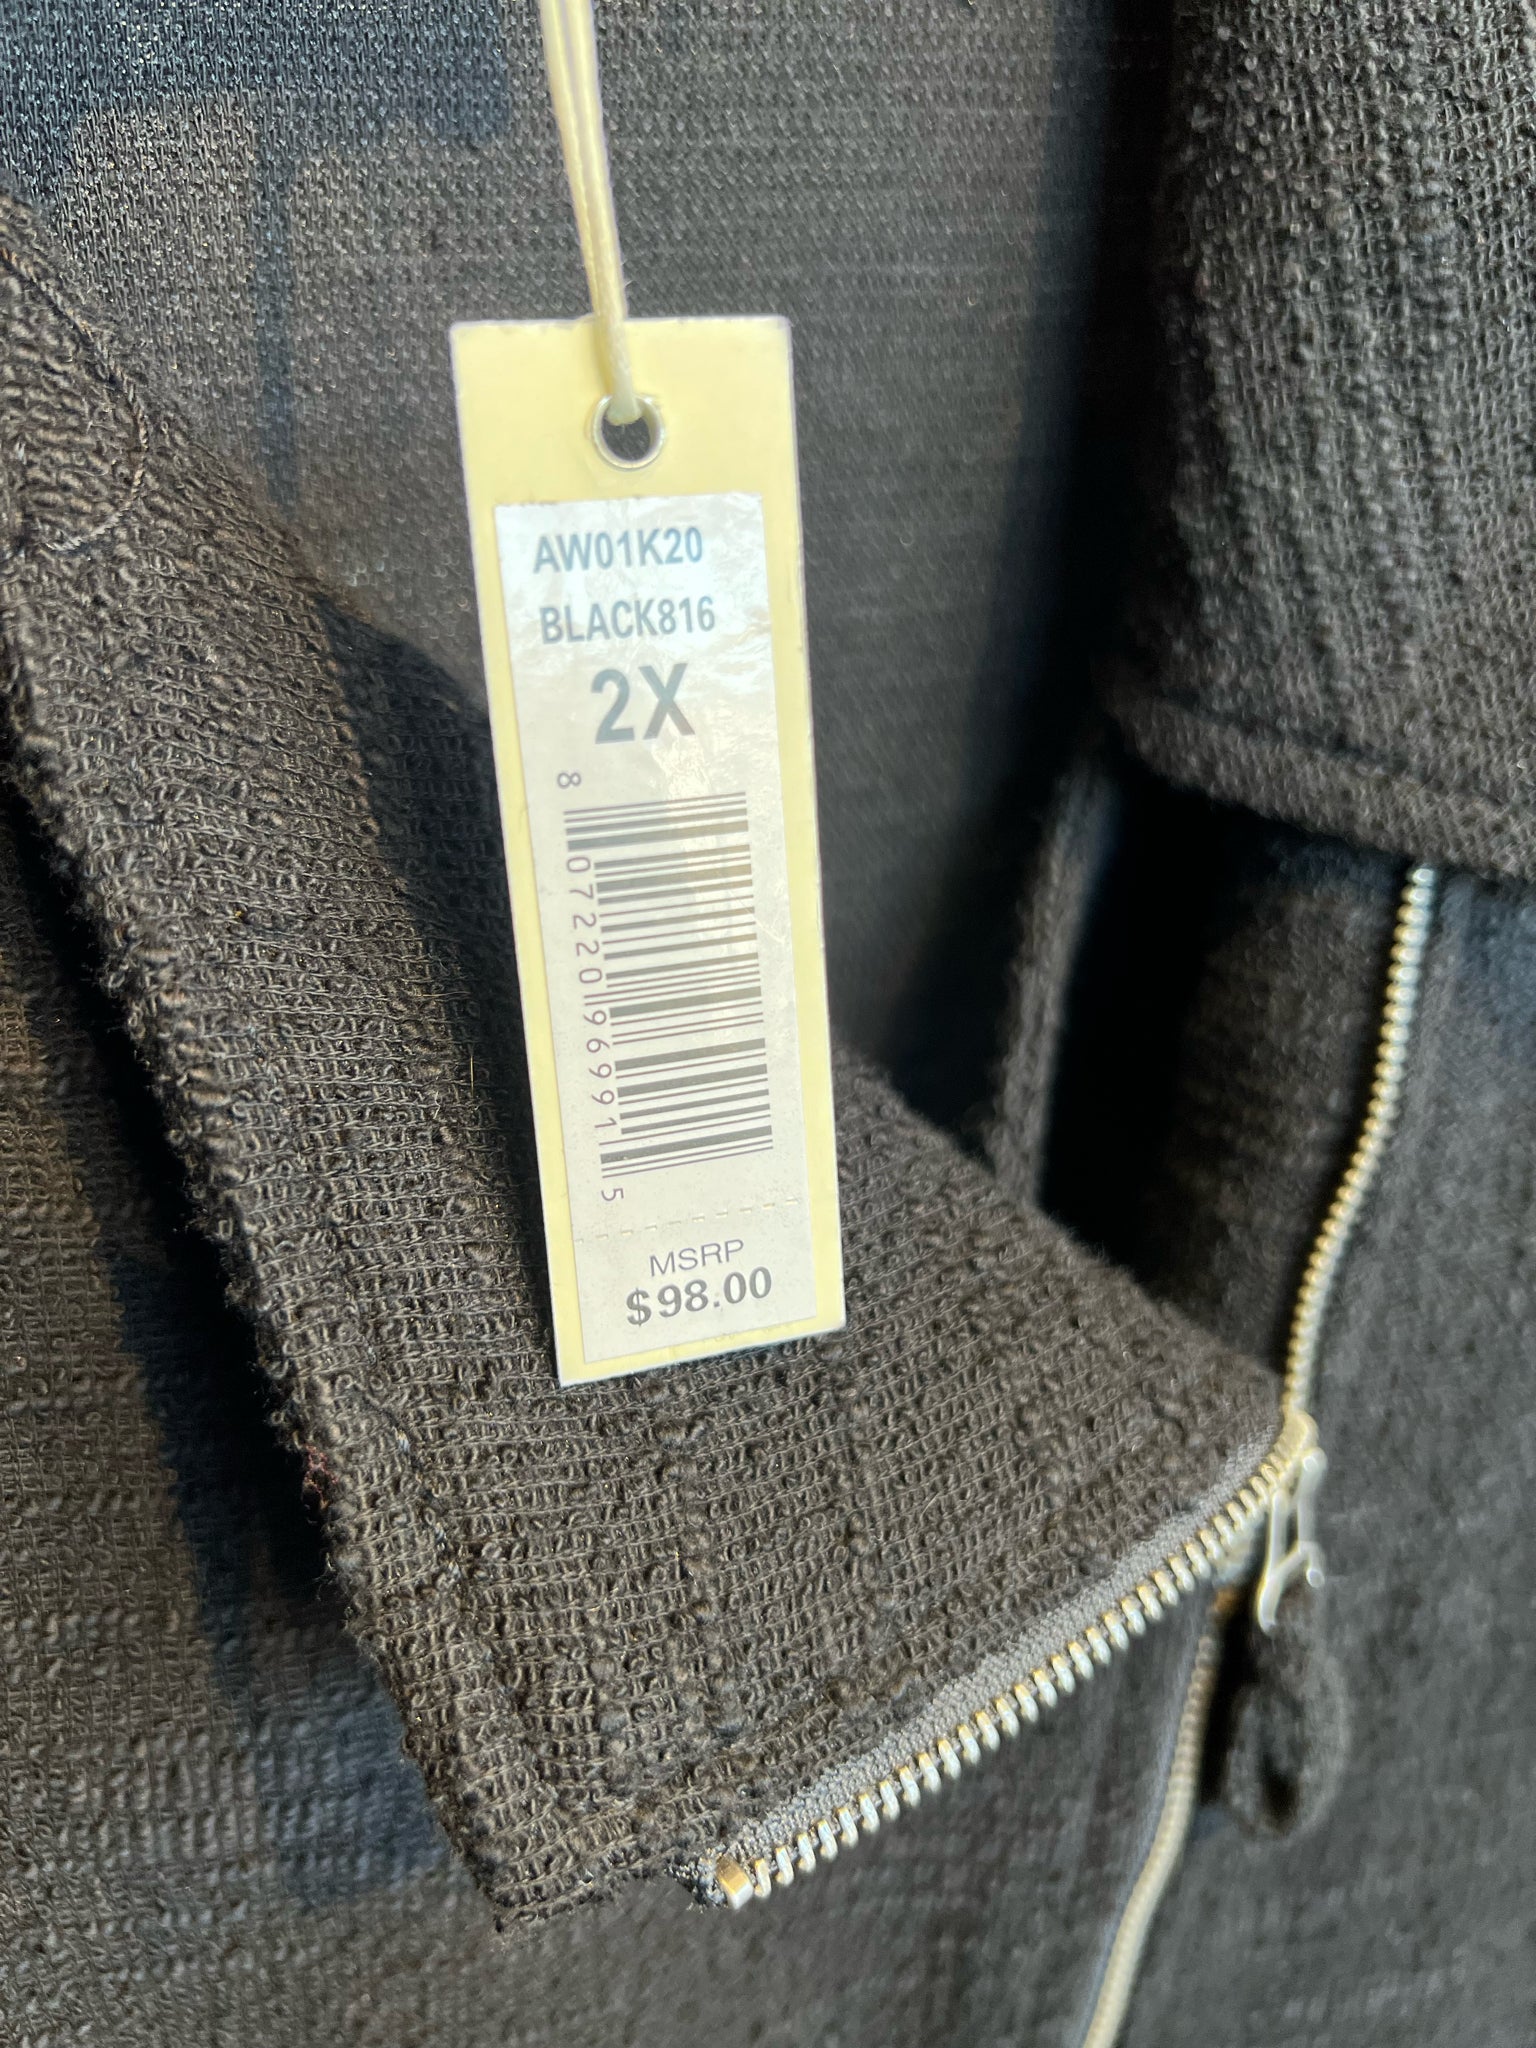 AW01K20
BLACK816
2X
8 07220 96991 5
MSRP
$98.00